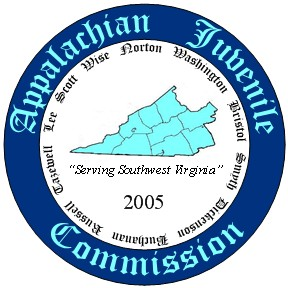 Appalachian Juvenile
Commission
Tazewell Lee Scott Wise Norton Washington Bristol Smyth
Dickenson Buchanan Russell
"Serving Southwest Virginia"
2005